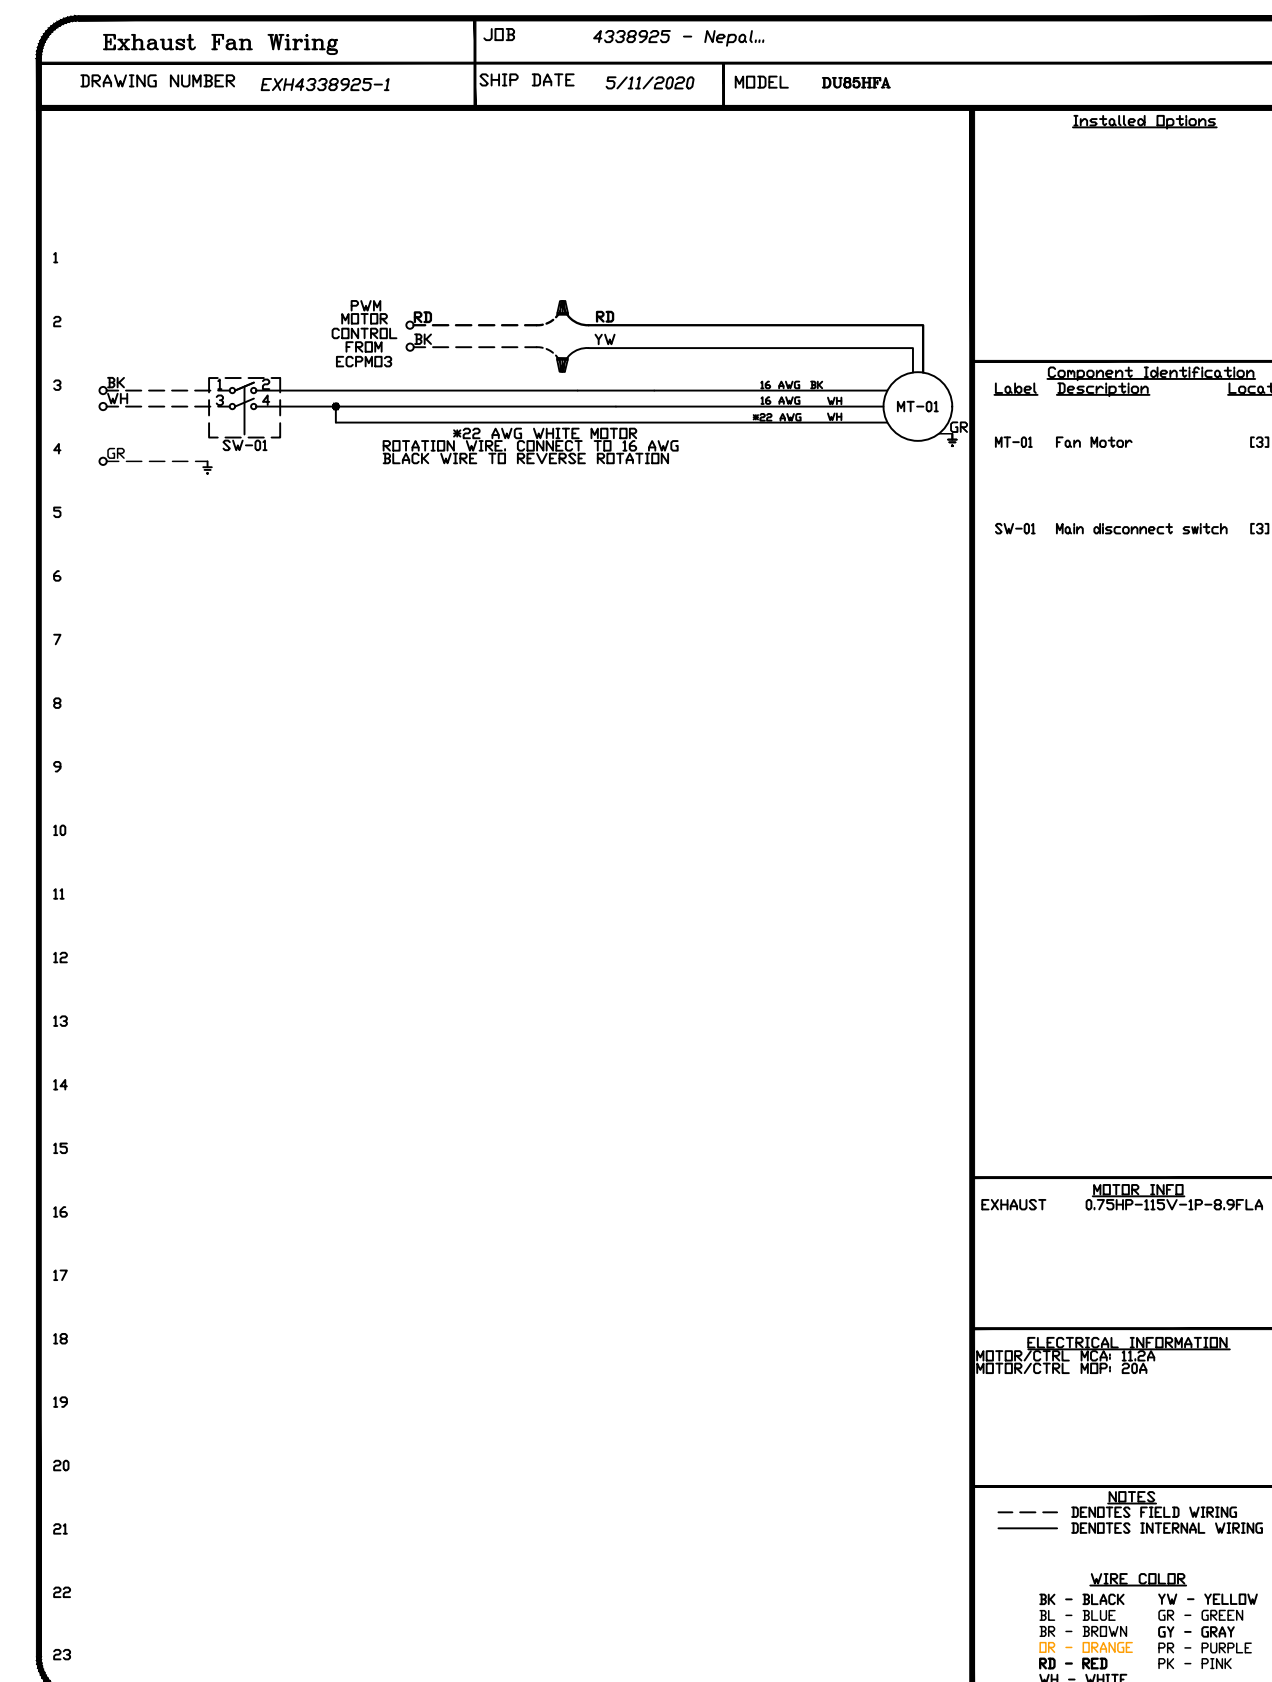 Exhaust Fan Wiring
JOB 4338925 - Nepal...
DRAWING NUMBER EXH4338925-1
SHIP DATE 5/11/2020
MODEL DU85HFA
Installed Options
1
2
PWM
MOTOR
CONTROL
FROM
ECPM03
RD
BK
RD
YW
3
BK
WH
1 2
3 4
SW-01
16 AWG BK
16 AWG WH
*22 AWG WH
MT-01
GR
*22 AWG WHITE MOTOR
ROTATION WIRE. CONNECT TO 16 AWG
BLACK WIRE TO REVERSE ROTATION
4
GR
5
6
7
8
9
10
11
12
13
14
15
16
17
18
19
20
21
22
23
Component Identification
Label Description Locat
MT-01 Fan Motor [3]
SW-01 Main disconnect switch [3]
MOTOR INFO
EXHAUST 0.75HP-115V-1P-8.9FLA
ELECTRICAL INFORMATION
MOTOR/CTRL MCA: 11.2A
MOTOR/CTRL MOP: 20A
NOTES
DENOTES FIELD WIRING
DENOTES INTERNAL WIRING
WIRE COLOR
BK - BLACK YW - YELLOW
BL - BLUE GR - GREEN
BR - BROWN GY - GRAY
OR - ORANGE PR - PURPLE
RD - RED PK - PINK
WH - WHITE